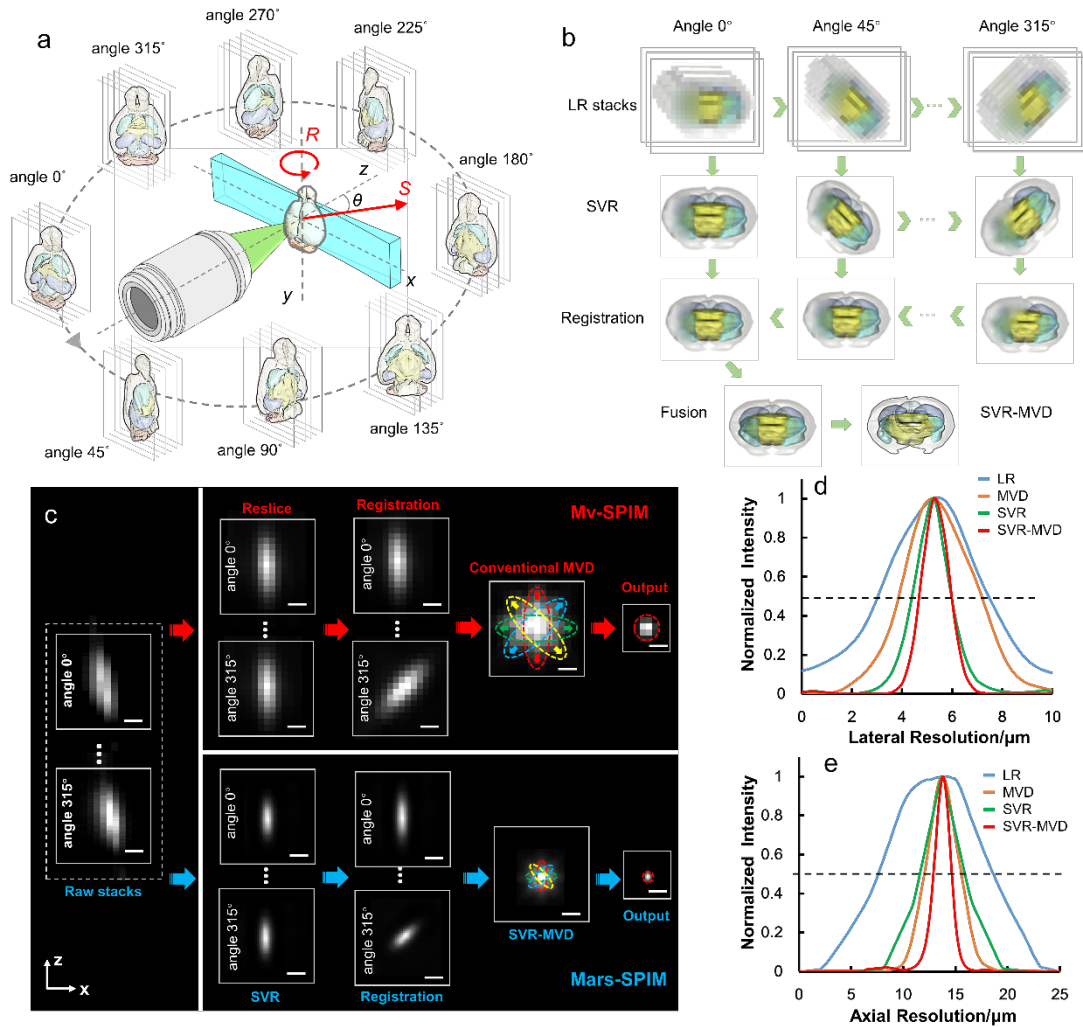 a
angle 270°
angle 225°
angle 315°
angle 0°
angle 180°
R
z
θ
S
x
y
angle 45°
angle 90°
angle 135°
b
Angle 0°
Angle 45°
Angle 315°
LR stacks
SVR
Registration
Fusion
SVR-MVD
c
Reslice
Registration
Mv-SPIM
angle 0°
angle 0°
Conventional MVD
Output
angle 315°
angle 315°
angle 0°
angle 315°
Raw stacks
angle 0°
angle 0°
angle 315°
angle 315°
SVR-MVD
Output
SVR
Registration
Mars-SPIM
z
x
d
LR
MVD
SVR
SVR-MVD
Normalized Intensity
1
0.8
0.6
0.4
0.2
0
0
2
4
6
8
10
Lateral Resolution/μm
e
LR
MVD
SVR
SVR-MVD
Normalized Intensity
1
0.8
0.6
0.4
0.2
0
0
5
10
15
20
25
Axial Resolution/μm